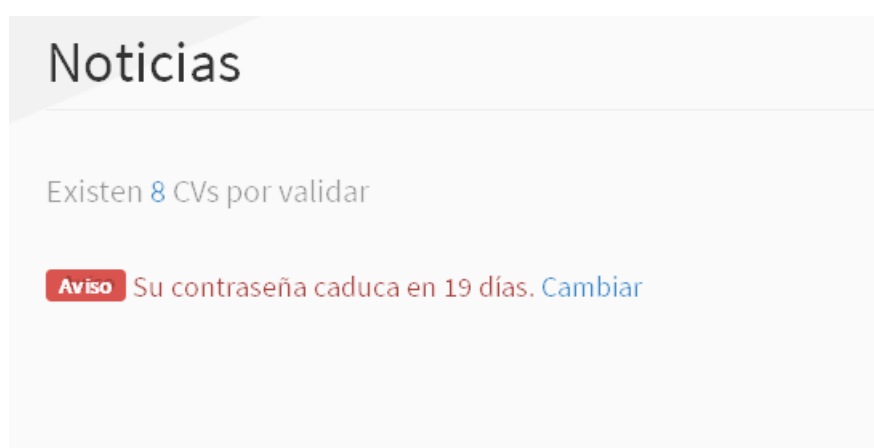 Noticias
Existen 8 CVs por validar
Aviso Su contraseña caduca en 19 días. Cambiar